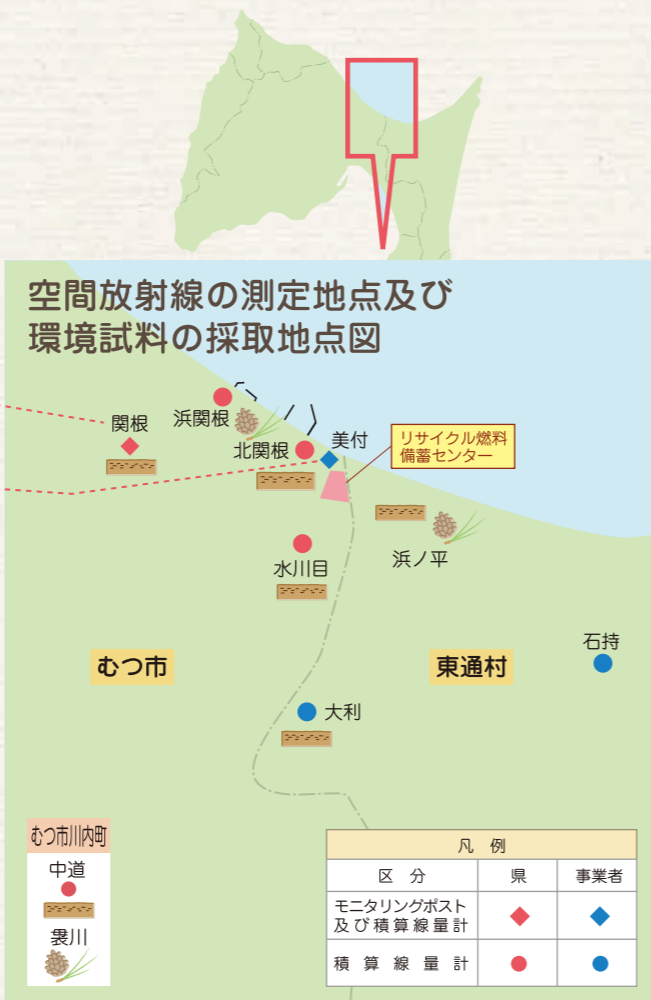 空間放射線の測定地点及び
環境試料の採取地点図
関根
浜関根
北関根
美付
リサイクル燃料
備蓄センター
水川目
浜ノ平
むつ市
東通村
石持
大利
むつ市川内町
中道
袰川
凡 例
区 分 県 事業者
モニタリングポスト
及び積算線量計
積算線量計